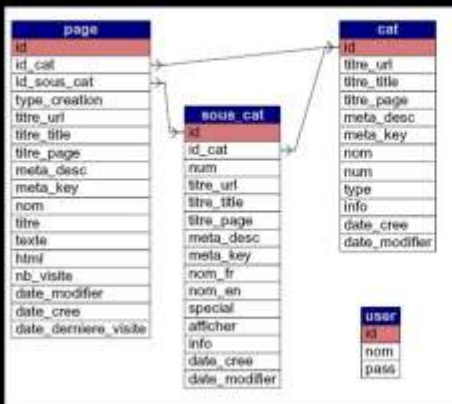 page
id
id_cat
id_sous_cat
type_creation
titre_url
titre_title
titre_page
meta_desc
meta_key
nom
titre
texte
html
nb_visite
date_modifier
date_cree
date_derniere_visite
sous_cat
id
id_cat
num
titre_url
titre_title
titre_page
meta_desc
meta_key
nom_fr
nom_en
special
afficher
info
date_cree
date_modifier
cat
id
titre_url
titre_title
titre_page
meta_desc
meta_key
nom
num
type
info
date_cree
date_modifier
user
id
nom
pass